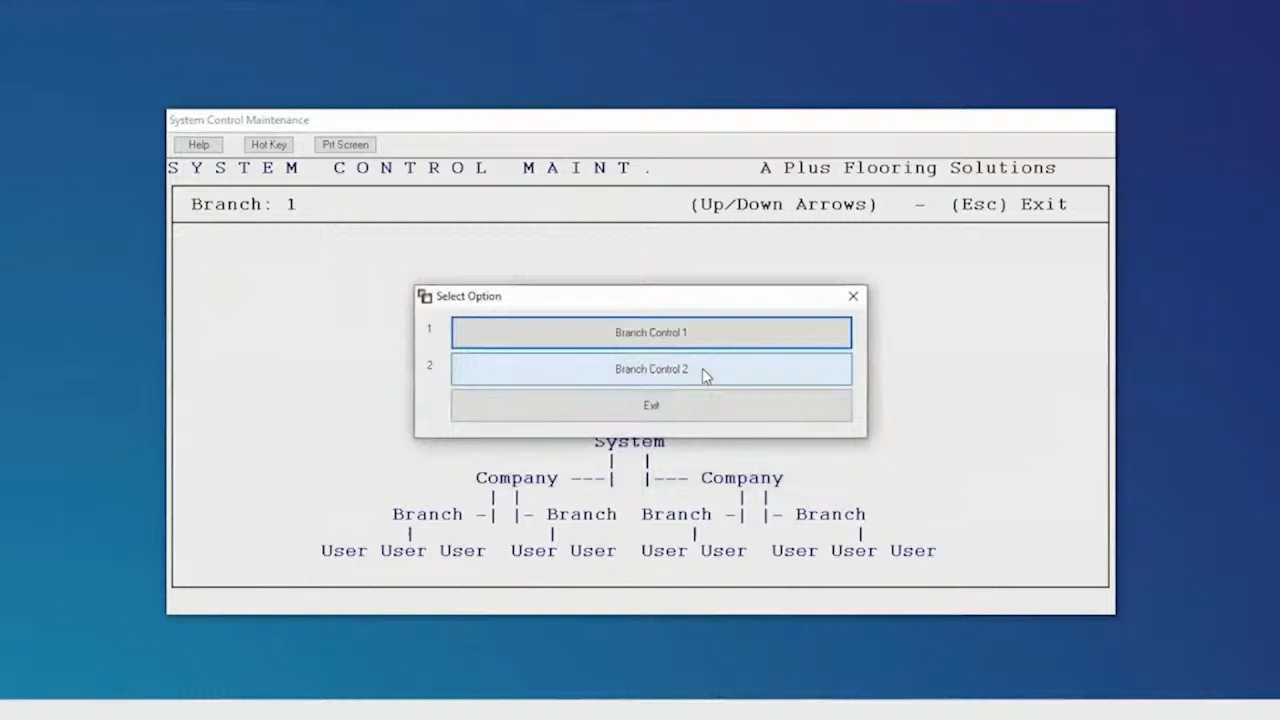 System Control Maintenance
Help Hot Key Prt Screen
S Y S T E M   C O N T R O L   M A I N T .   A Plus Flooring Solutions
Branch: 1   (Up/Down Arrows) - (Esc) Exit
Select Option
1 Branch Control 1
2 Branch Control 2
Exit
System
Company ---| |--- Company
Branch -| |- Branch Branch -| |- Branch
User User User User User User User User User User